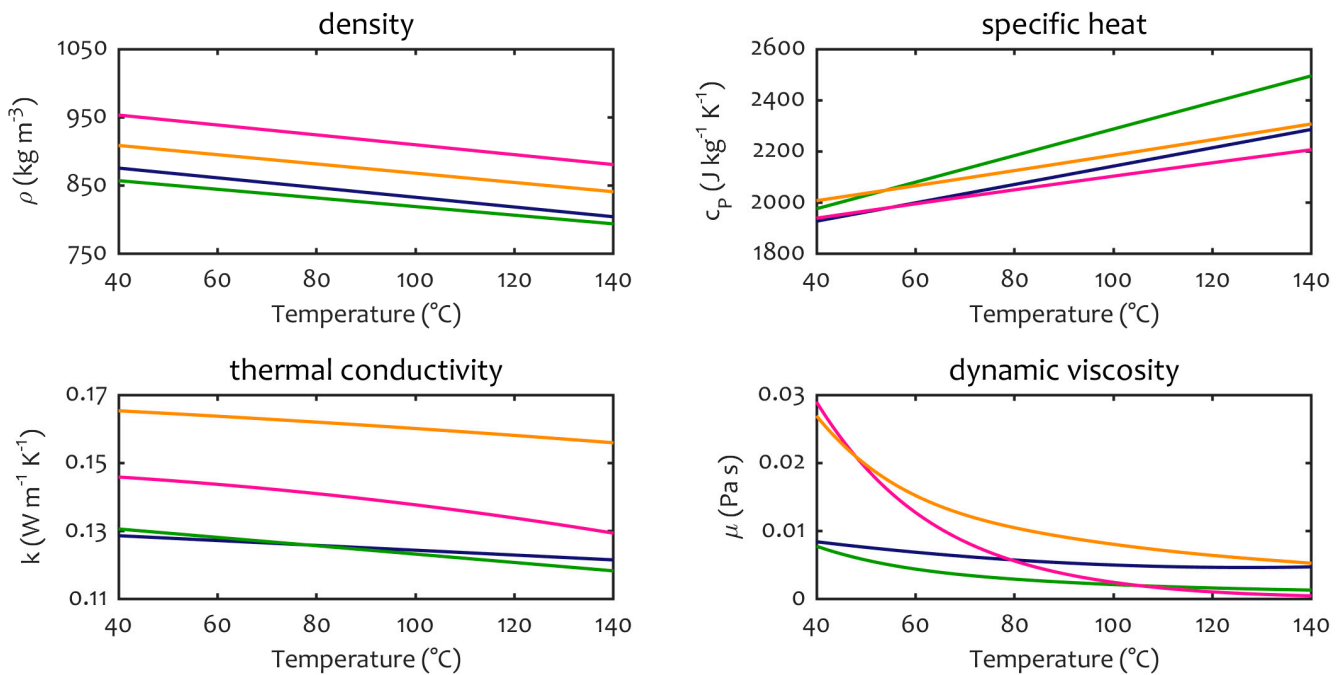 density
1050
950
850
750
ρ (kg m-3)
40 60 80 100 120 140
Temperature (°C)
specific heat
2600
2400
2200
2000
1800
cP (J kg-1 K-1)
40 60 80 100 120 140
Temperature (°C)
thermal conductivity
0.17
0.15
0.13
0.11
k (W m-1 K-1)
40 60 80 100 120 140
Temperature (°C)
dynamic viscosity
0.03
0.02
0.01
0
μ (Pa s)
40 60 80 100 120 140
Temperature (°C)